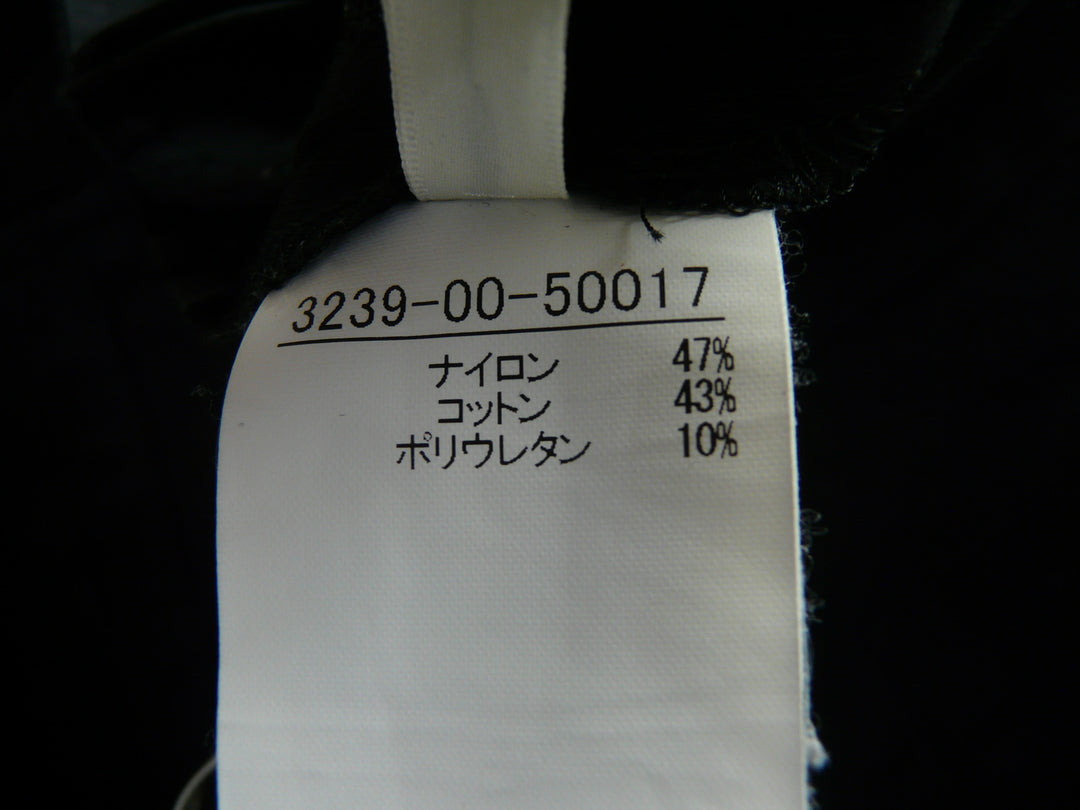 3239-00-50017
ナイロン 47%
コットン 43%
ポリウレタン 10%